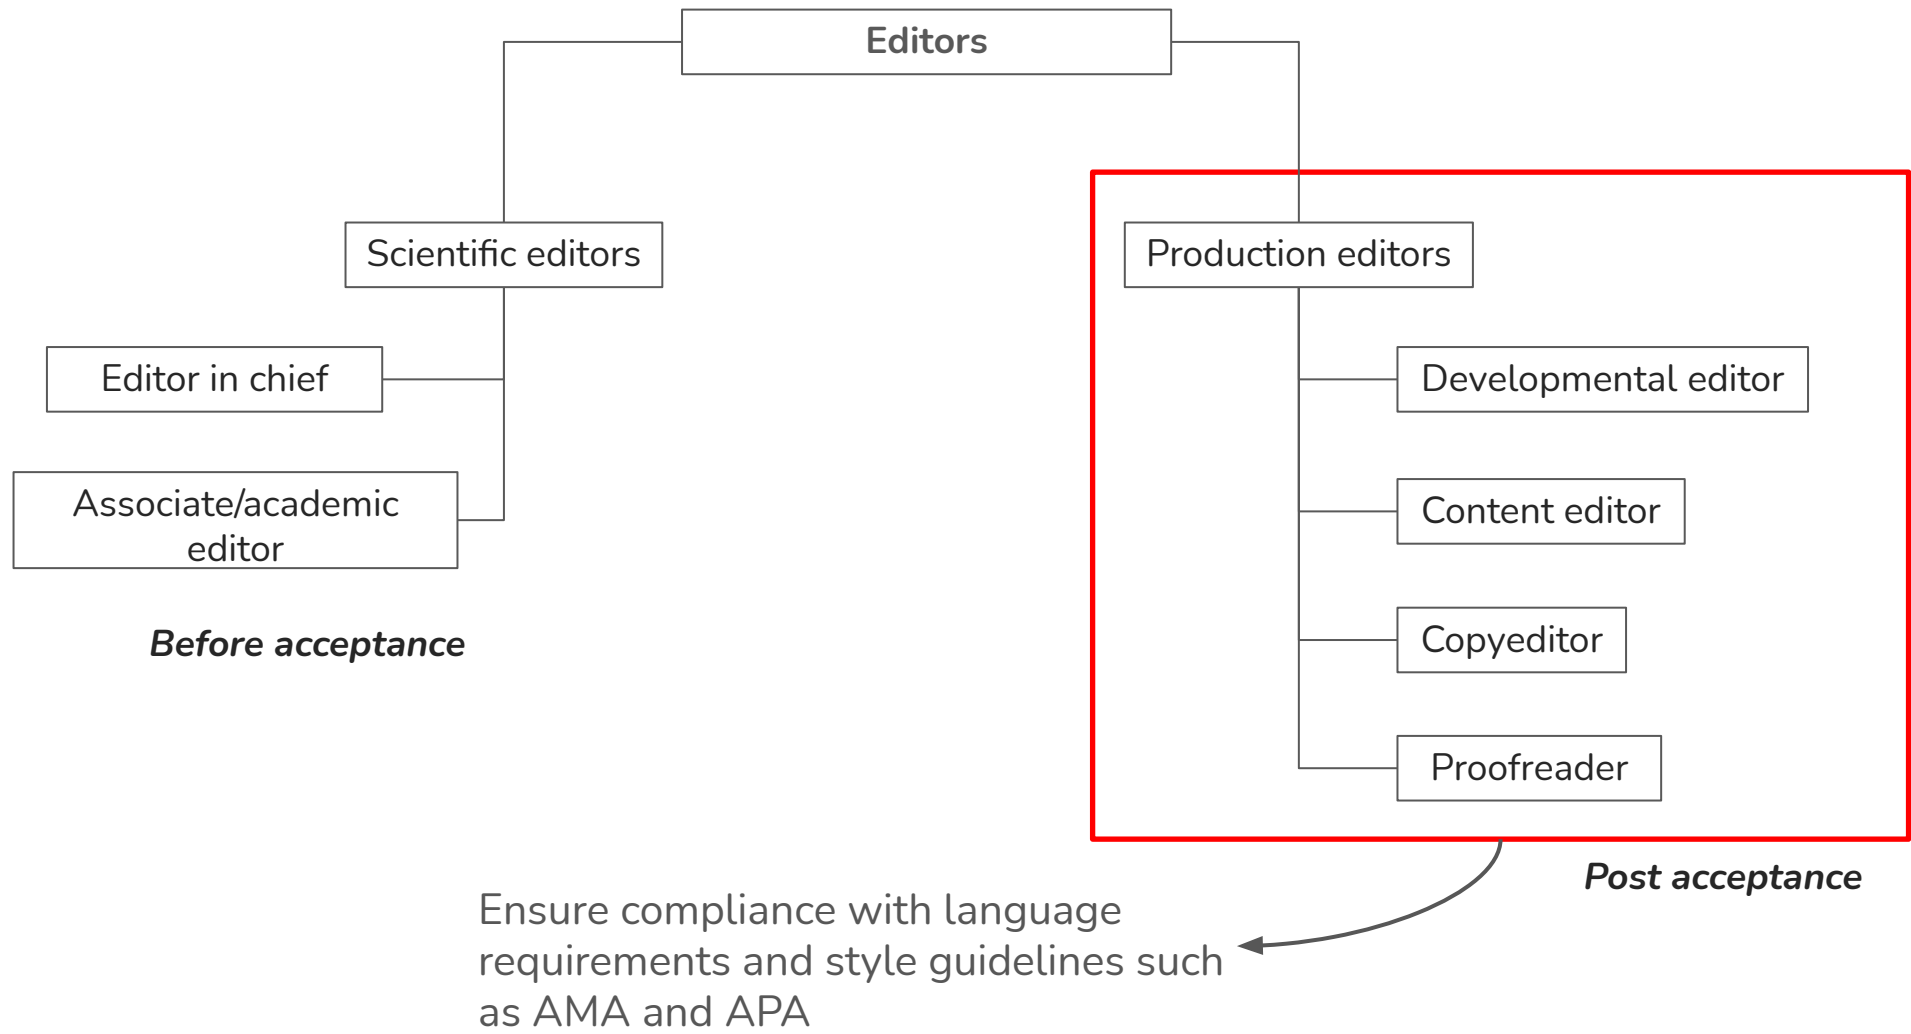 Editors
Scientific editors
Production editors
Editor in chief
Developmental editor
Associate/academic
editor
Content editor
Copyeditor
Before acceptance
Proofreader
Post acceptance
Ensure compliance with language
requirements and style guidelines such
as AMA and APA